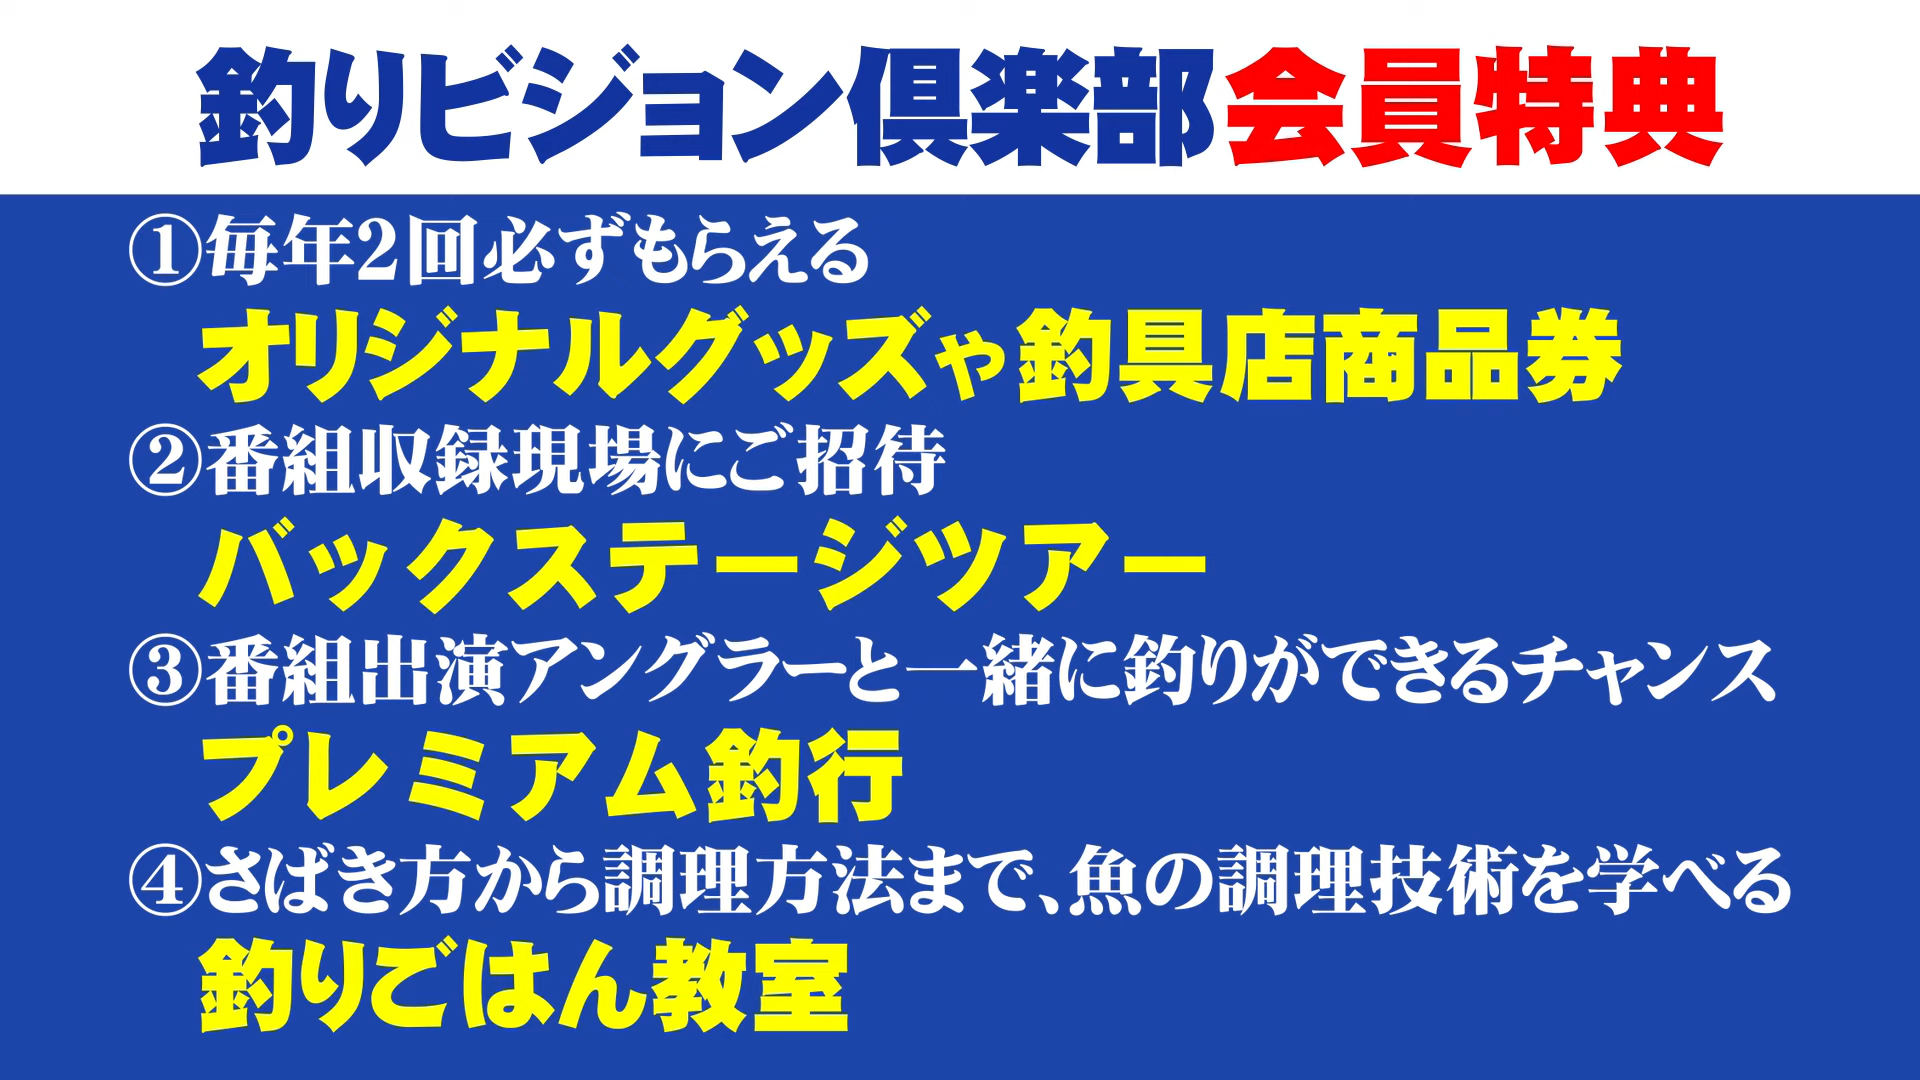 釣りビジョン倶楽部会員特典
①毎年2回必ずもらえる
オリジナルグッズや釣具店商品券
②番組収録現場にご招待
バックステージツアー
③番組出演アングラーと一緒に釣りができるチャンス
プレミアム釣行
④さばき方から調理方法まで、魚の調理技術を学べる
釣りごはん教室